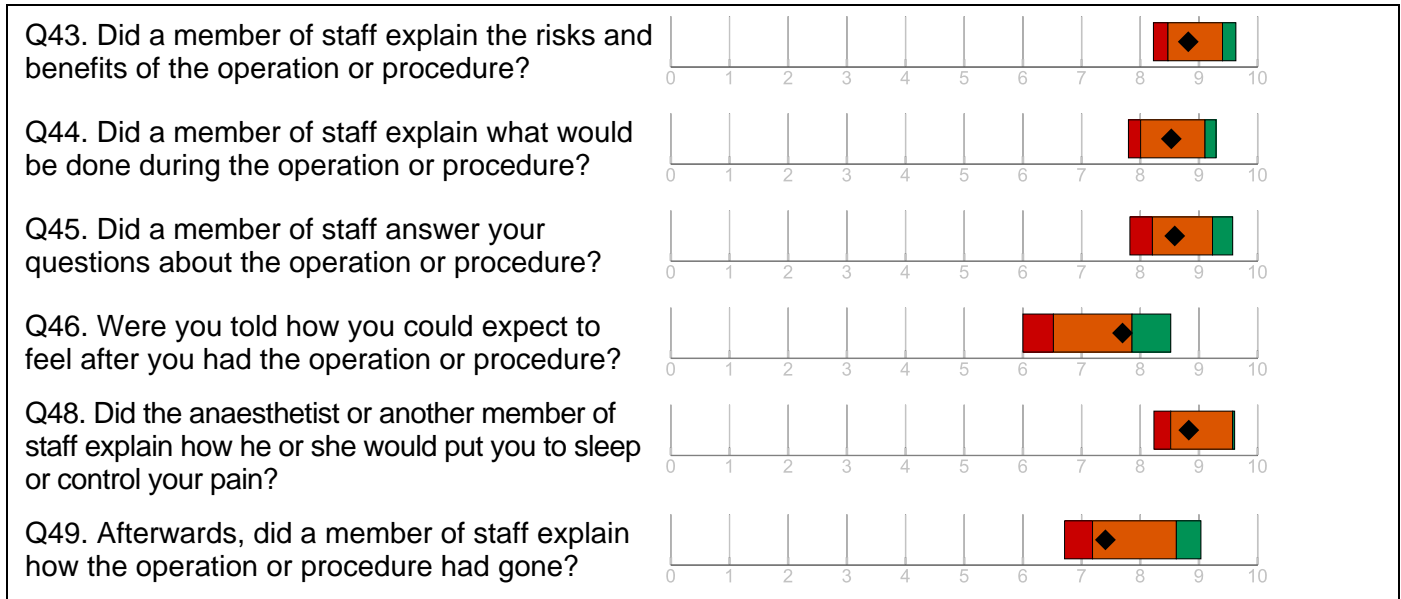 Q43. Did a member of staff explain the risks and
benefits of the operation or procedure?
0 1 2 3 4 5 6 7 8 9 10
Q44. Did a member of staff explain what would
be done during the operation or procedure?
0 1 2 3 4 5 6 7 8 9 10
Q45. Did a member of staff answer your
questions about the operation or procedure?
0 1 2 3 4 5 6 7 8 9 10
Q46. Were you told how you could expect to
feel after you had the operation or procedure?
0 1 2 3 4 5 6 7 8 9 10
Q48. Did the anaesthetist or another member of
staff explain how he or she would put you to sleep
or control your pain?
0 1 2 3 4 5 6 7 8 9 10
Q49. Afterwards, did a member of staff explain
how the operation or procedure had gone?
0 1 2 3 4 5 6 7 8 9 10